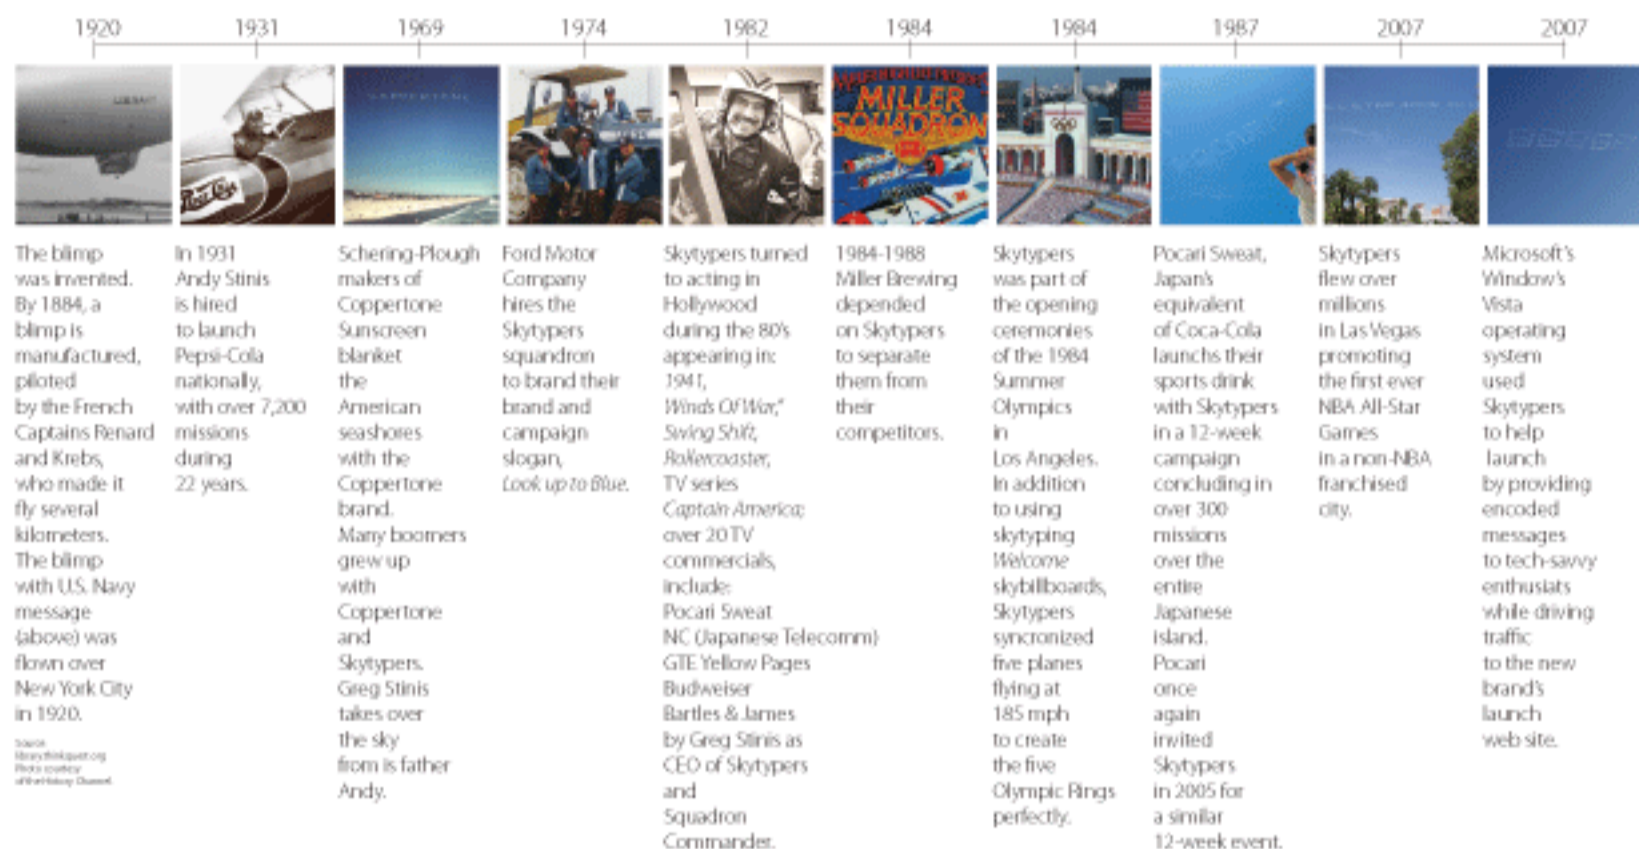 1920
1931
1969
1974
1982
1984
1984
1987
2007
2007
MILLER
SQUADRON
The blimp
was invented.
By 1884, a
blimp is
manufactured,
piloted
by the French
Captains Renard
and Krebs,
who made it
fly several
kilometers.
The blimp
with U.S. Navy
message
(above) was
flown over
New York City
in 1920.
Source:
library.thinkquest.org
Photo courtesy
of the History Channel.
In 1931
Andy Stinis
is hired
to launch
Pepsi-Cola
nationally,
with over 7,200
missions
during
22 years.
Schering-Plough
makers of
Coppertone
Sunscreen
blanket
the
American
seashores
with the
Coppertone
brand.
Many boomers
grew up
with
Coppertone
and
Skytypers.
Greg Stinis
takes over
the sky
from is father
Andy.
Ford Motor
Company
hires the
Skytypers
squandron
to brand their
brand and
campaign
slogan,
Look up to Blue.
Skytypers turned
to acting in
Hollywood
during the 80's
appearing in:
1941,
Winds Of War,"
Swing Shift,
Rollercoaster,
TV series
Captain America;
over 20 TV
commercials,
include:
Pocari Sweat
NC (Japanese Telecomm)
GTE Yellow Pages
Budweiser
Bartles & James
by Greg Stinis as
CEO of Skytypers
and
Squadron
Commander.
1984-1988
Miller Brewing
depended
on Skytypers
to separate
them from
their
competitors.
Skytypers
was part of
the opening
ceremonies
of the 1984
Summer
Olympics
in
Los Angeles.
In addition
to using
skytyping
Welcome
skybillboards,
Skytypers
syncronized
five planes
flying at
185 mph
to create
the five
Olympic Rings
perfectly.
Pocari Sweat,
Japan's
equivalent
of Coca-Cola
launchs their
sports drink
with Skytypers
in a 12-week
campaign
concluding in
over 300
missions
over the
entire
Japanese
island.
Pocari
once
again
invited
Skytypers
in 2005 for
a similar
12-week event.
Skytypers
flew over
millions
in Las Vegas
promoting
the first ever
NBA All-Star
Games
in a non-NBA
franchised
city.
Microsoft's
Window's
Vista
operating
system
used
Skytypers
to help
launch
by providing
encoded
messages
to tech-savvy
enthusiats
while driving
traffic
to the new
brand's
launch
web site.